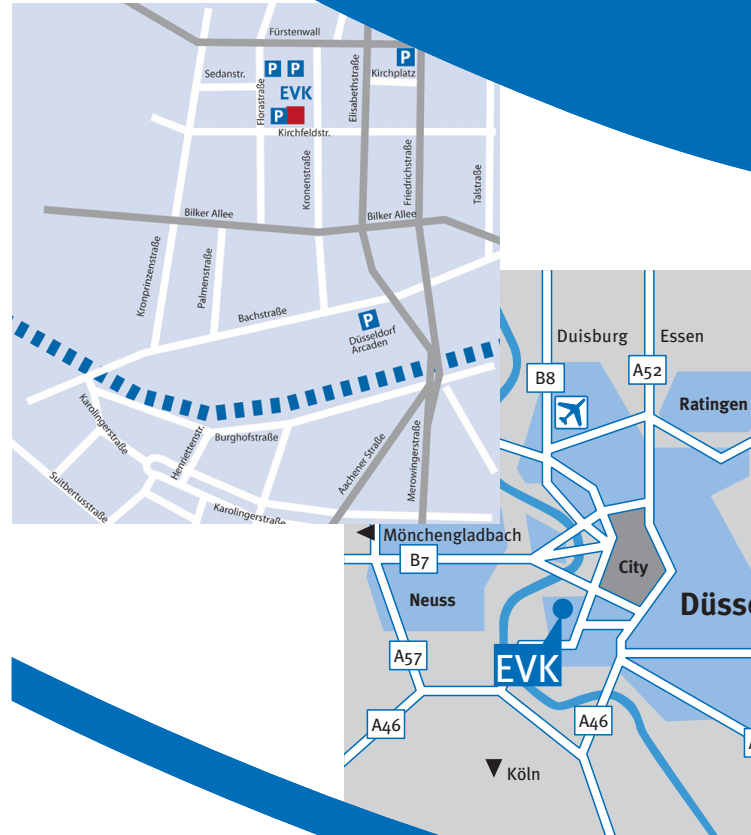 Fürstenwall
P
P P
Kirchplatz
Sedanstr.
EVK
Florastraße
Elisabethstraße
P
Kirchfeldstr.
Kronenstraße
Friedrichstraße
Talstraße
Bilker Allee
Bilker Allee
Kronprinzenstraße
Palmenstraße
Bachstraße
P
Düsseldorf
Arcaden
Karolingerstraße
Henriettenstr.
Burghofstraße
Aachener Straße
Merowingerstraße
Suitbertusstraße
Karolingerstraße
Duisburg
Essen
B8
A52
Ratingen
Mönchengladbach
B7
City
Neuss
Düss
A57
EVK
A46
A46
Köln